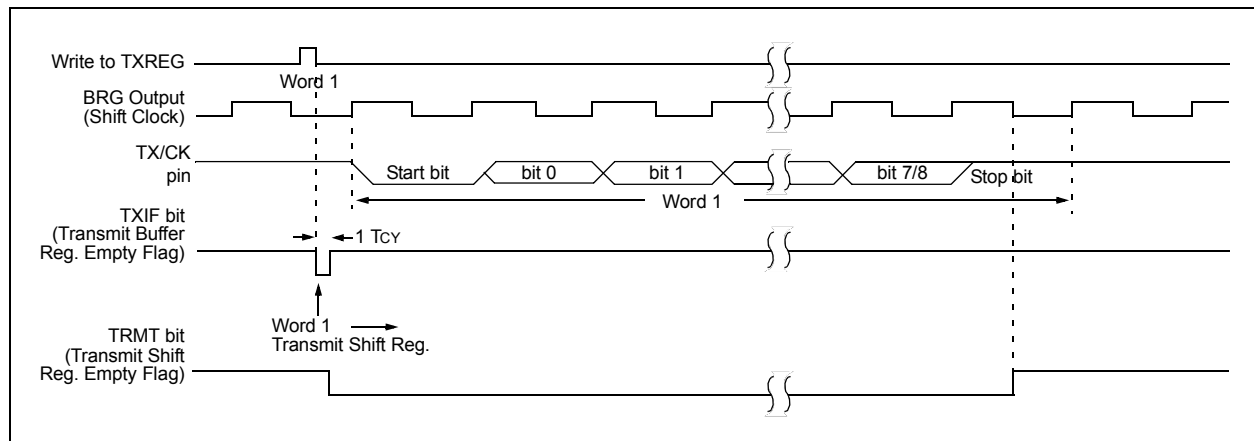 Write to TXREG
Word 1
BRG Output
(Shift Clock)
TX/CK
pin
Start bit
bit 0
bit 1
bit 7/8
Stop bit
Word 1
TXIF bit
(Transmit Buffer
Reg. Empty Flag)
1 TCY
Word 1
Transmit Shift Reg.
TRMT bit
(Transmit Shift
Reg. Empty Flag)